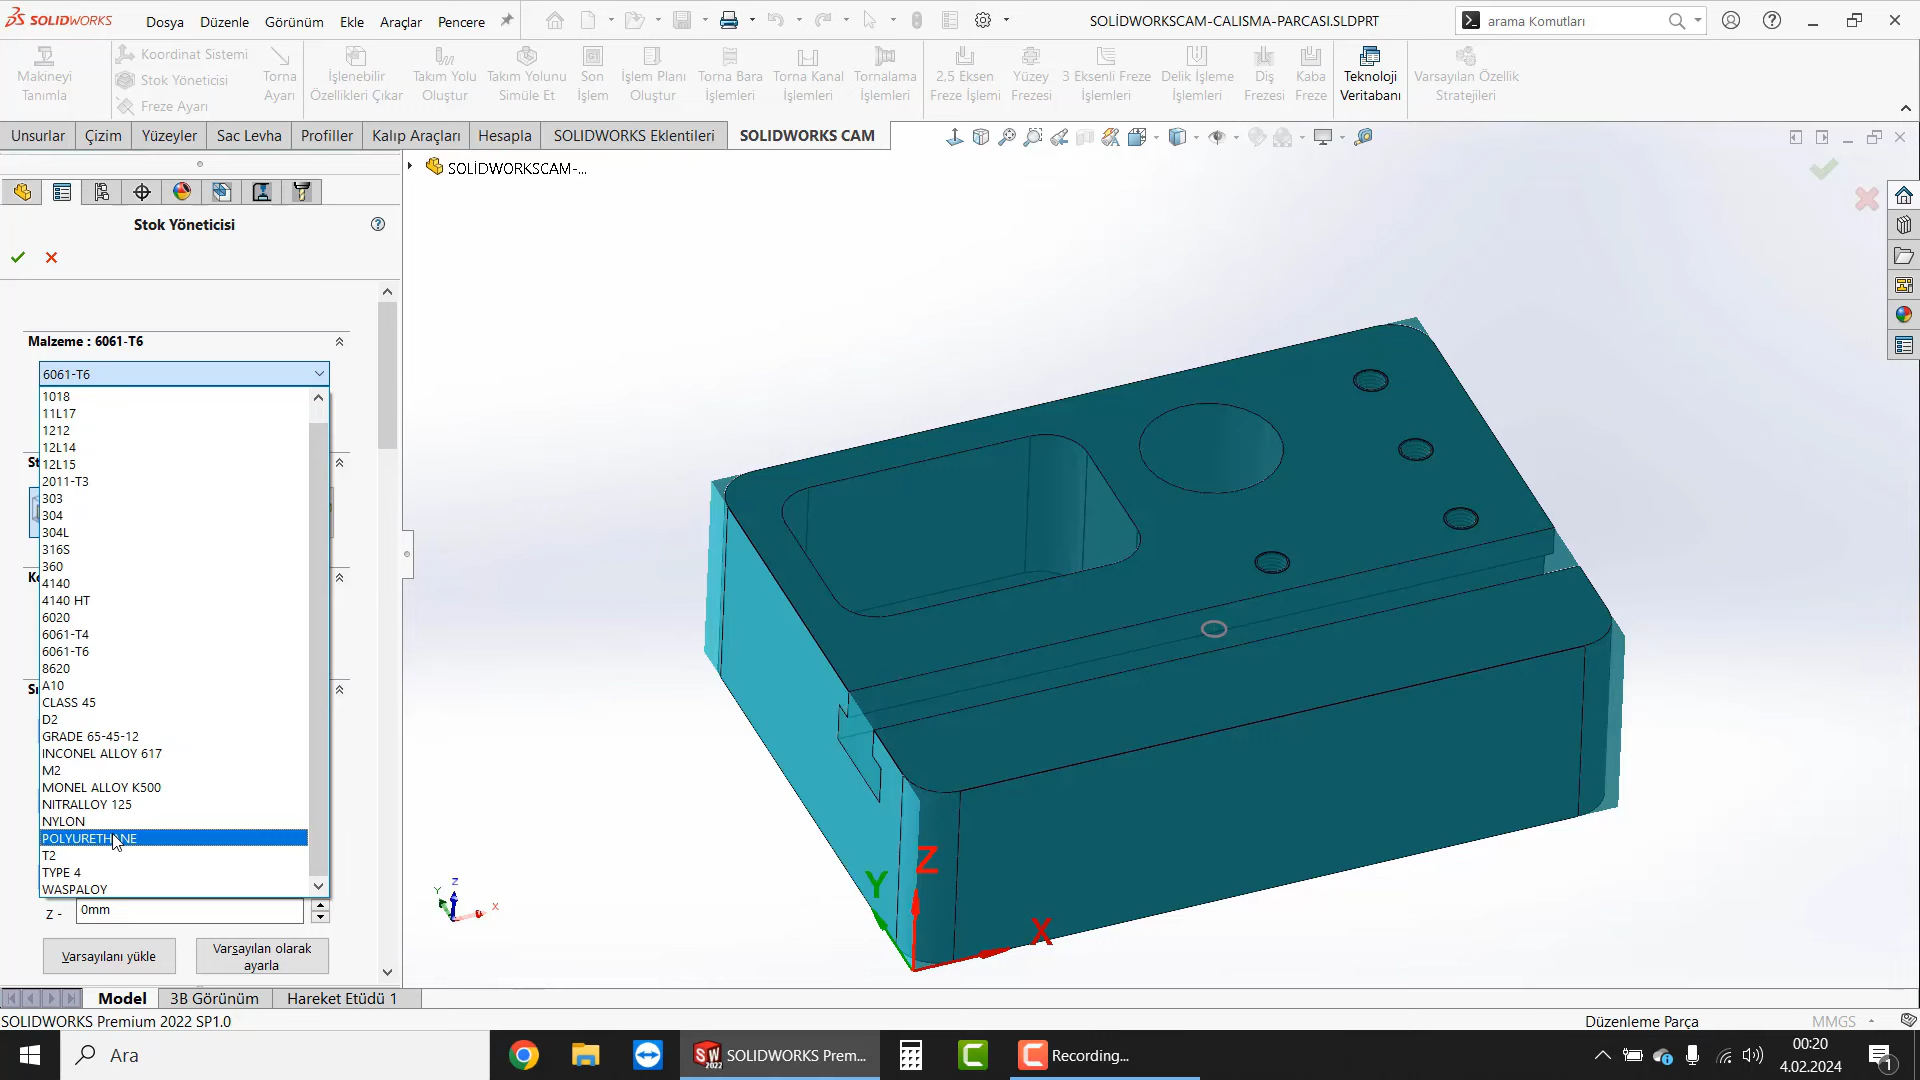 SOLIDWORKS
Dosya
Düzenle
Görünüm
Ekle
Araçlar
Pencere
SOLİDWORKSCAM-CALISMA-PARCASI.SLDPRT
arama Komutları
Makineyi
Tanımla
Koordinat Sistemi
Stok Yöneticisi
Freze Ayarı
Torna
Ayarı
İşlenebilir
Özellikleri Çıkar
Takım Yolu
Oluştur
Takım Yolunu
Simüle Et
Son
İşlem
İşlem Planı
Oluştur
Torna Bara
İşlemleri
Torna Kanal
İşlemleri
Tornalama
İşlemleri
2,5 Eksen
Freze İşlemi
Yüzey
Frezesi
3 Eksenli Freze
İşlemleri
Delik İşleme
İşlemleri
Diş
Frezesi
Kaba
Freze
Teknoloji
Veritabanı
Varsayılan Özellik
Stratejileri
Unsurlar
Çizim
Yüzeyler
Sac Levha
Profiller
Kalıp Araçları
Hesapla
SOLIDWORKS Eklentileri
SOLIDWORKS CAM
SOLİDWORKSCAM-...
Stok Yöneticisi
Malzeme : 6061-T6
6061-T6
1018
11L17
1212
12L14
12L15
2011-T3
303
304
304L
316S
360
4140
4140 HT
6020
6061-T4
6061-T6
8620
A10
CLASS 45
D2
GRADE 65-45-12
INCONEL ALLOY 617
M2
MONEL ALLOY K500
NITRALLOY 125
NYLON
POLYURETHANE
T2
TYPE 4
WASPALOY
Z -
0mm
Varsayılanı yükle
Varsayılan olarak
ayarla
Z
Y
X
Z
Y
X
Model
3B Görünüm
Hareket Etüdü 1
SOLIDWORKS Premium 2022 SP1.0
Düzenleme Parça
MMGS
Ara
SW
2022
SOLIDWORKS Prem...
Recording...
00:20
4.02.2024
1